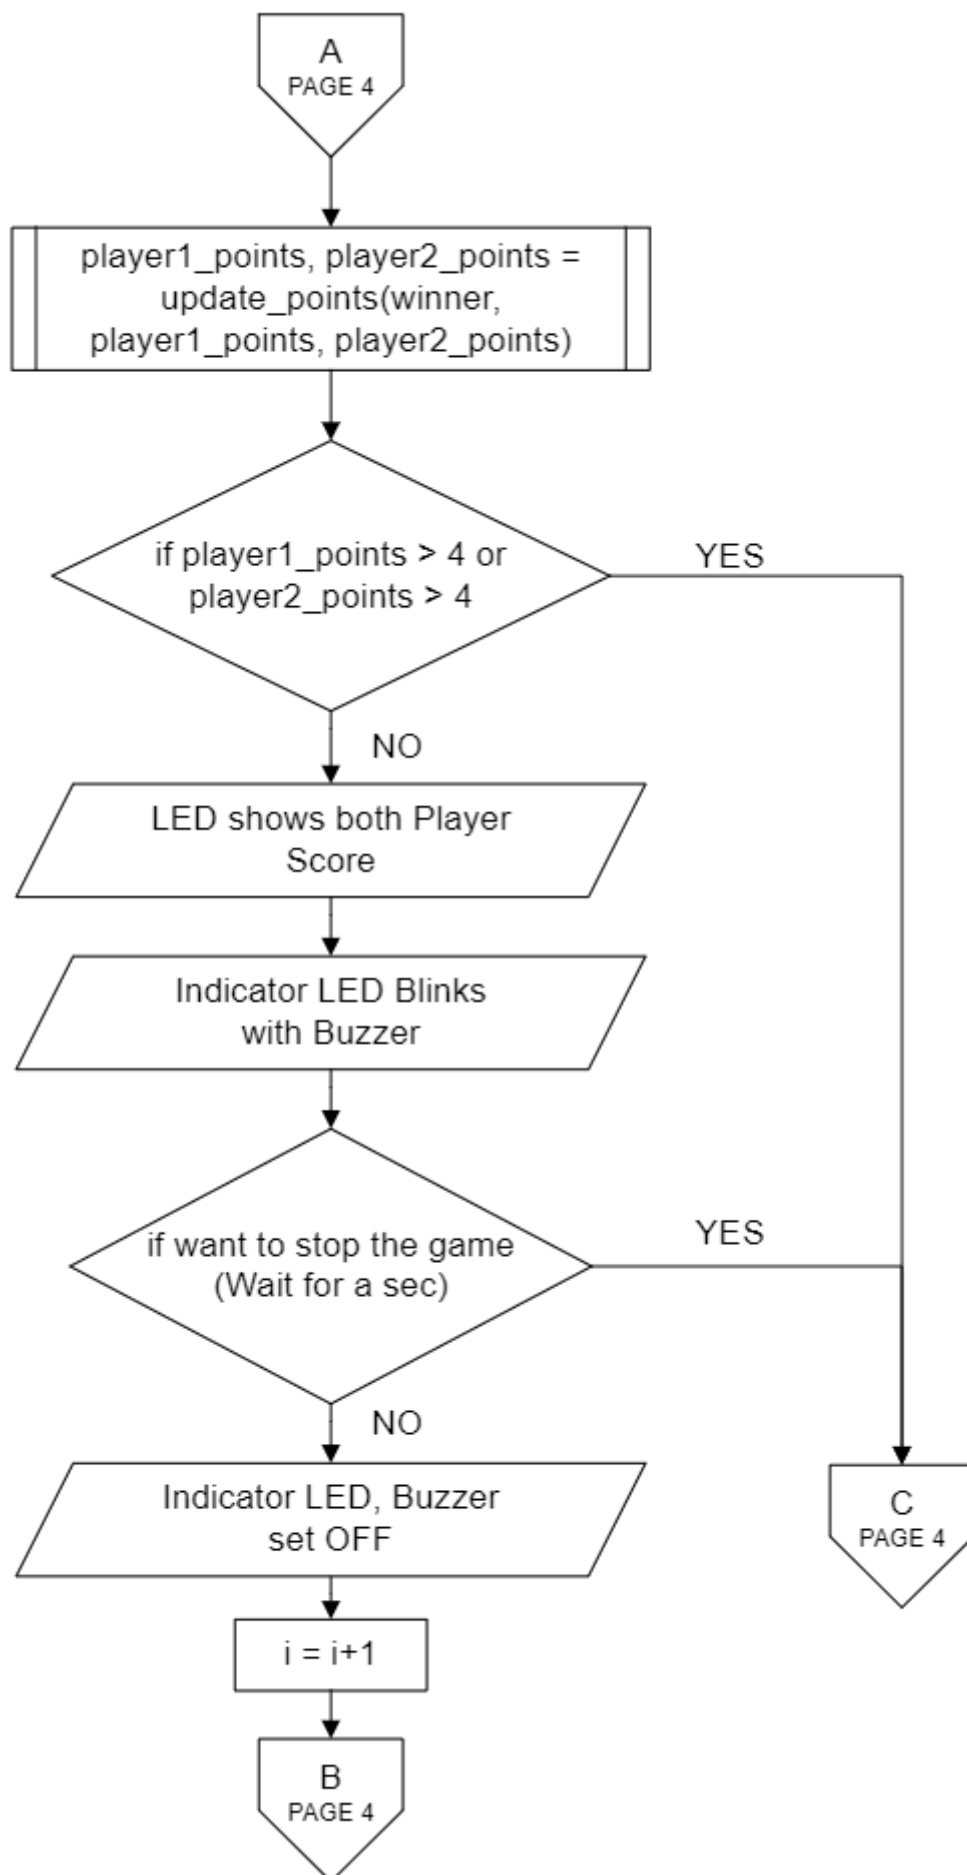 A
PAGE 4
player1_points, player2_points =
update_points(winner,
player1_points, player2_points)
if player1_points > 4 or
player2_points > 4
YES
NO
LED shows both Player
Score
Indicator LED Blinks
with Buzzer
if want to stop the game
(Wait for a sec)
YES
NO
Indicator LED, Buzzer
set OFF
C
PAGE 4
i = i+1
B
PAGE 4